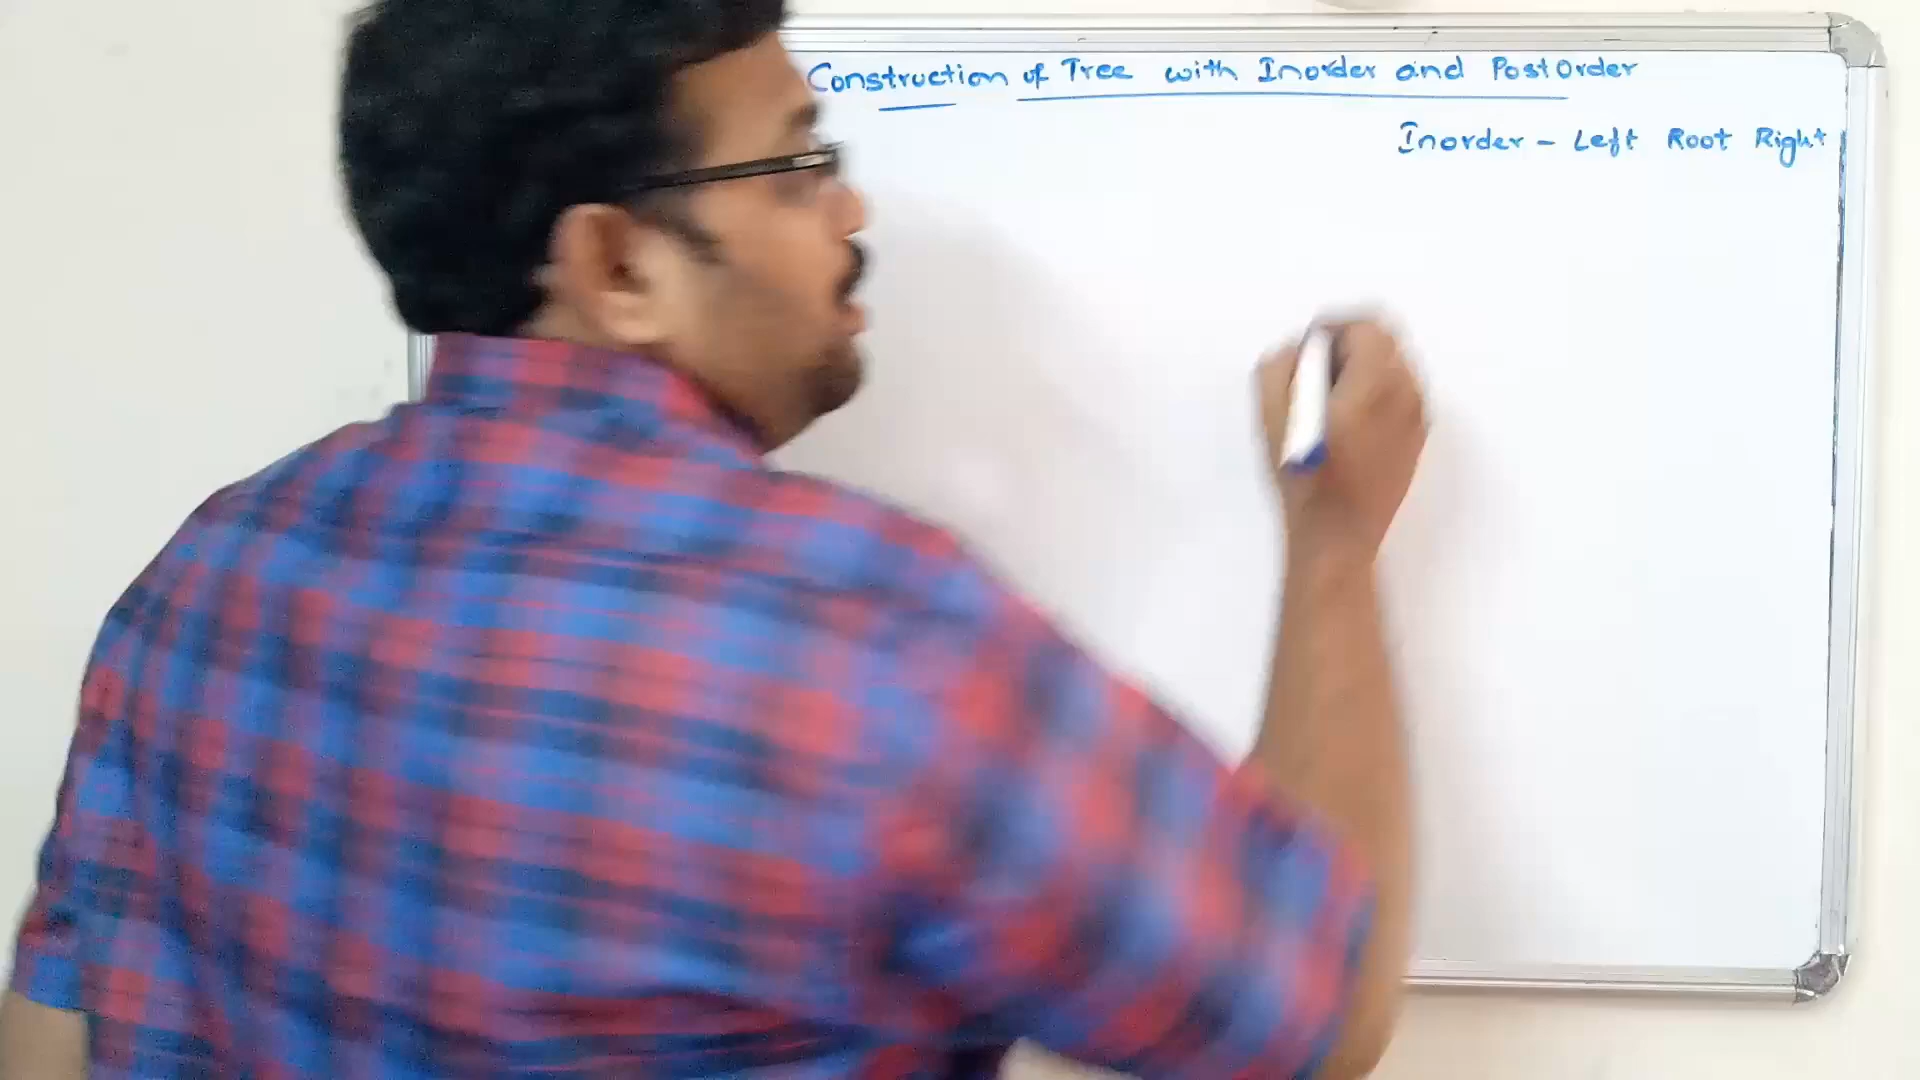 Construction of Tree with Inorder and PostOrder
Inorder - Left Root Right